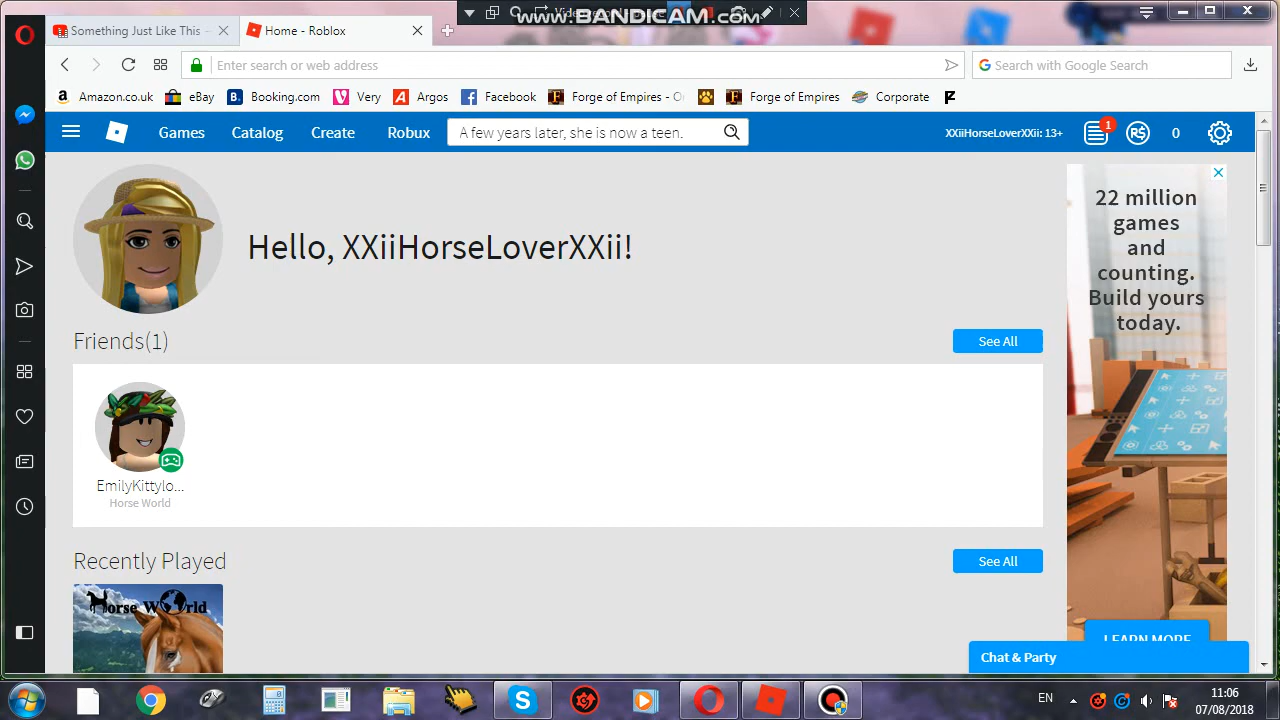 www.BANDICAM.com
Something Just Like This -
Home - Roblox
Enter search or web address
Search with Google Search
Amazon.co.uk
eBay
Booking.com
Very
Argos
Facebook
Forge of Empires - O
Forge of Empires
Corporate
Games
Catalog
Create
Robux
A few years later, she is now a teen.
XXiiHorseLoverXXii: 13+
1
R$
0
Hello, XXiiHorseLoverXXii!
Friends(1)
See All
EmilyKittylo...
Horse World
Recently Played
See All
Horse World
22 million
games
and
counting.
Build yours
today.
LEARN MORE
Chat & Party
EN
11:06
07/08/2018